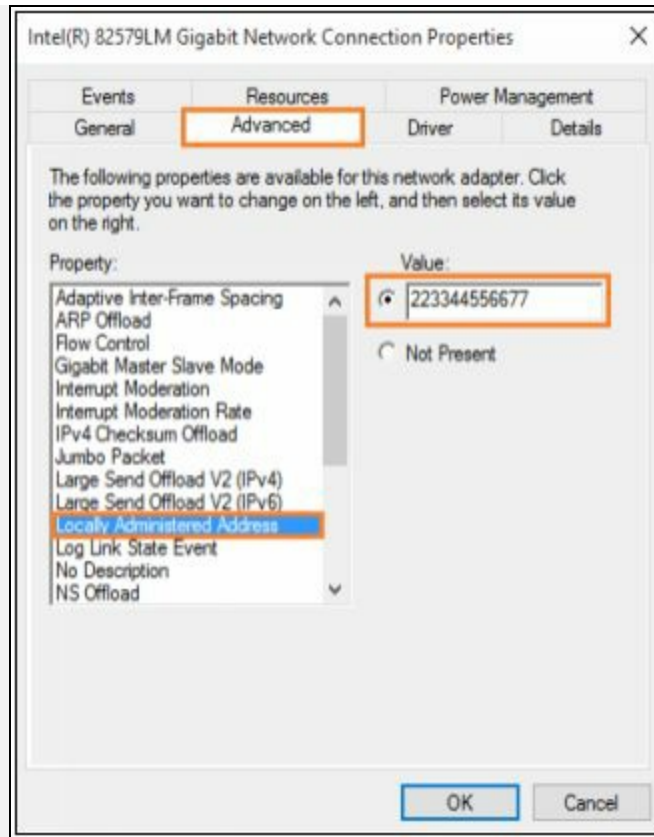 Intel(R) 82579LM Gigabit Network Connection Properties
Events Resources Power Management
General Advanced Driver Details
The following properties are available for this network adapter. Click
the property you want to change on the left, and then select its value
on the right.
Property:
Value:
Adaptive Inter-Frame Spacing
ARP Offload
Flow Control
Gigabit Master Slave Mode
Interrupt Moderation
Interrupt Moderation Rate
IPv4 Checksum Offload
Jumbo Packet
Large Send Offload V2 (IPv4)
Large Send Offload V2 (IPv6)
Locally Administered Address
Log Link State Event
No Description
NS Offload
223344556677
Not Present
OK Cancel